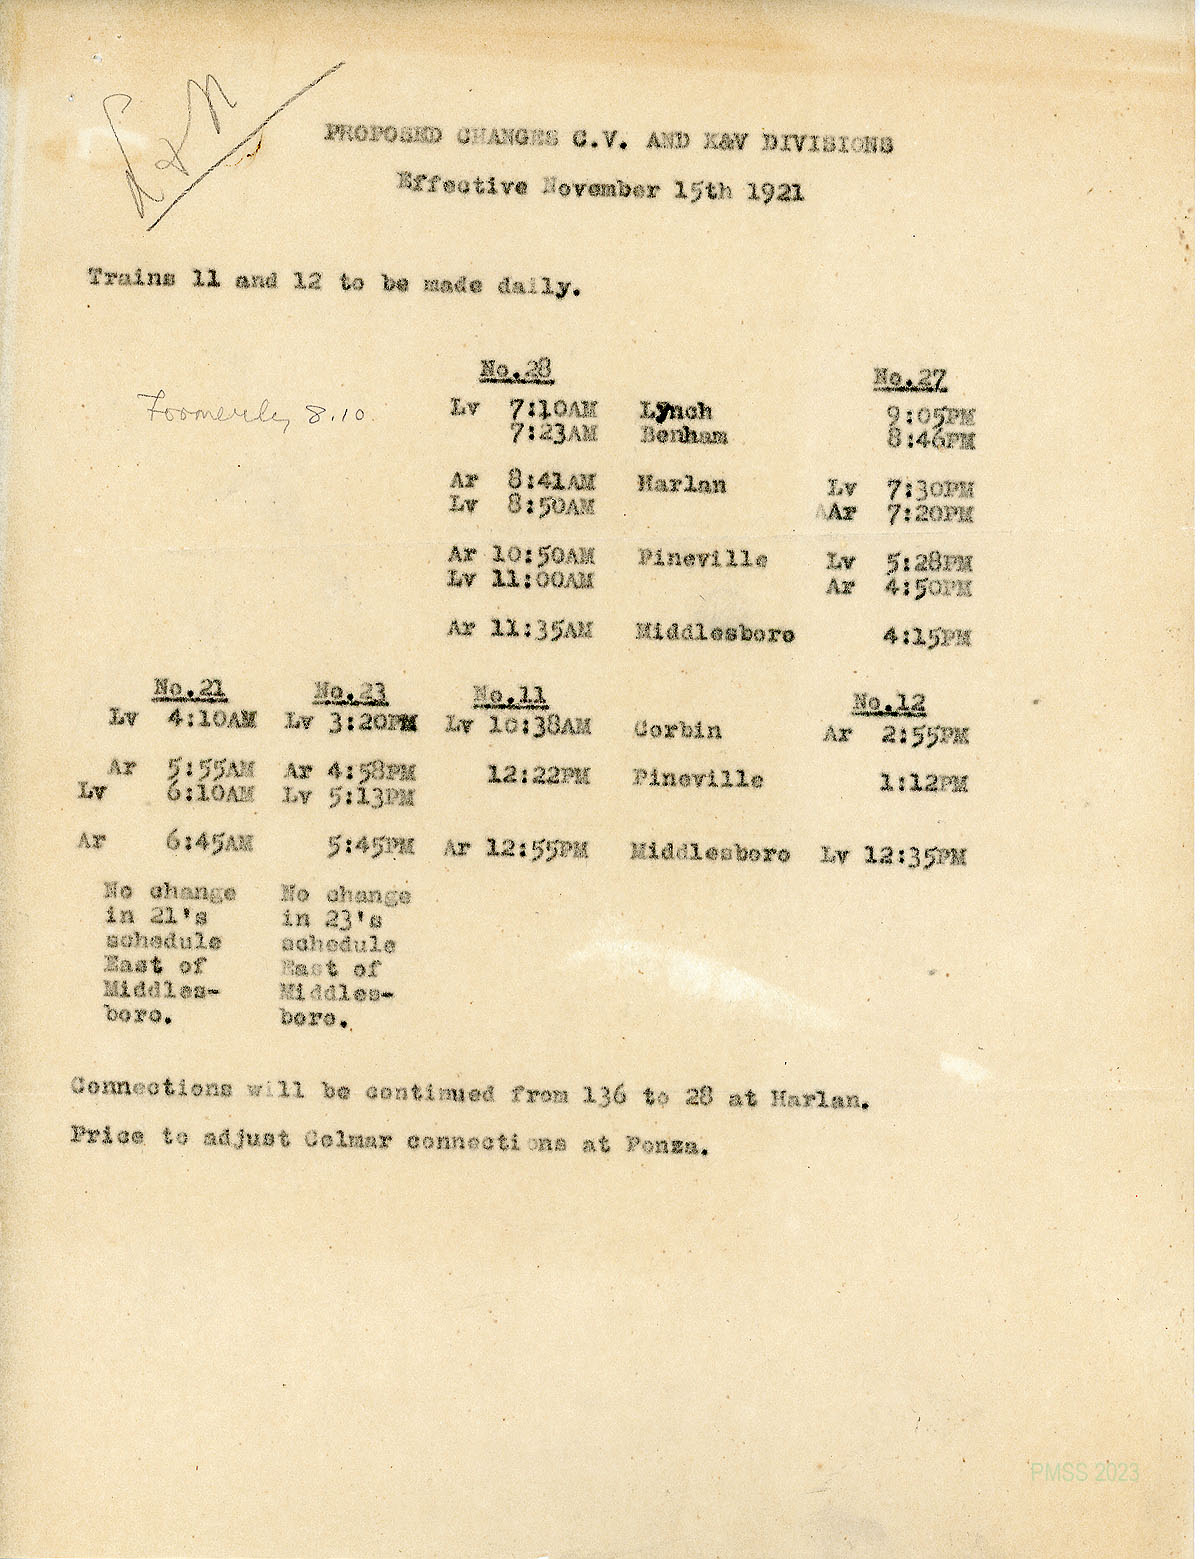 L & N
PROPOSED CHANGES C.V. AND K&V DIVISIONS
Effective November 15th 1921
Trains 11 and 12 to be made daily.
No.28 No.27
Formerly 8.10. Lv 7:10AM Lynch 9:05PM
7:23AM Benham 8:46PM
Ar 8:41AM Harlan Lv 7:30PM
Lv 8:50AM AAr 7:20PM
Ar 10:50AM Pineville Lv 5:28PM
Lv 11:00AM Ar 4:50PM
Ar 11:35AM Middlesboro 4:15PM
No.21 No.23 No.11 No.12
Lv 4:10AM Lv 3:20PM Lv 10:38AM Corbin Ar 2:55PM
Ar 5:55AM Ar 4:58PM 12:22PM Pineville 1:12PM
Lv 6:10AM Lv 5:13PM
Ar 6:45AM 5:45PM Ar 12:55PM Middlesboro Lv 12:35PM
No change No change
in 21's in 23's
schedule schedule
East of East of
Middles- Middles-
boro. boro.
Connections will be continued from 136 to 28 at Harlan.
Price to adjust Colmar connections at Ponza.
PMSS 2023